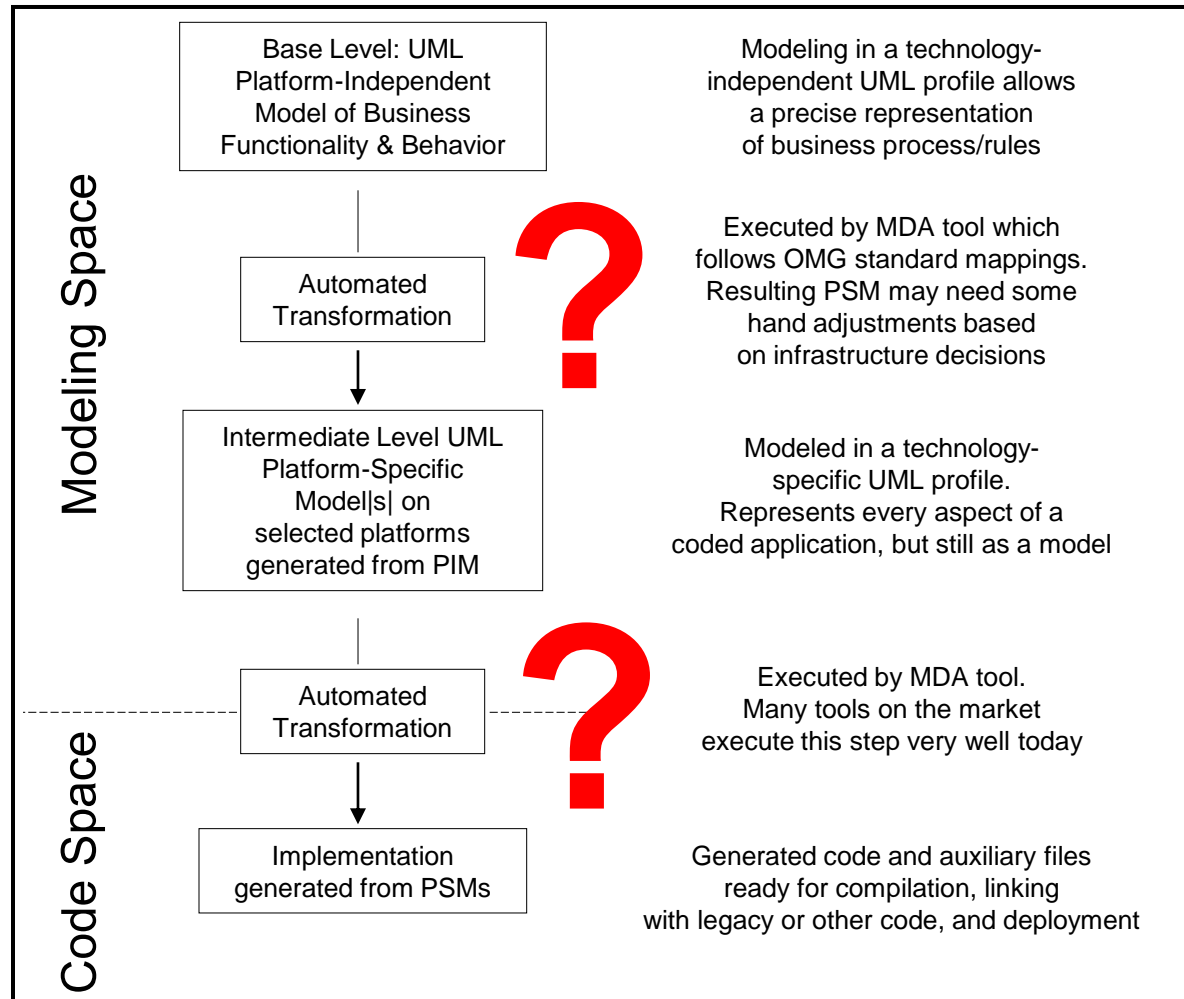 Modeling Space
Base Level: UML
Platform-Independent
Model of Business
Functionality & Behavior
Modeling in a technology-
independent UML profile allows
a precise representation
of business process/rules
Automated
Transformation
?
Executed by MDA tool which
follows OMG standard mappings.
Resulting PSM may need some
hand adjustments based
on infrastructure decisions
Intermediate Level UML
Platform-Specific
Model|s| on
selected platforms
generated from PIM
Modeled in a technology-
specific UML profile.
Represents every aspect of a
coded application, but still as a model
Automated
Transformation
?
Executed by MDA tool.
Many tools on the market
execute this step very well today
Code Space
Implementation
generated from PSMs
Generated code and auxiliary files
ready for compilation, linking
with legacy or other code, and deployment